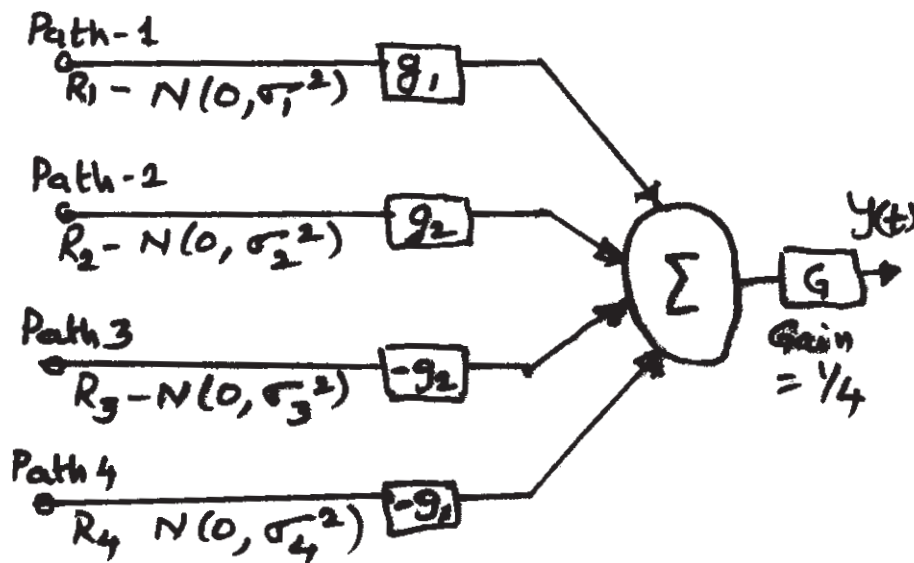 Path-1
R₁ - N(0, σ₁²)
g₁
Path-2
R₂ - N(0, σ₂²)
g₂
Path 3
R₃ - N(0, σ₃²)
-g₂
Path 4
R₄ N(0, σ₄²)
-g₁
Σ
G
y(t)
Gain
= 1/4